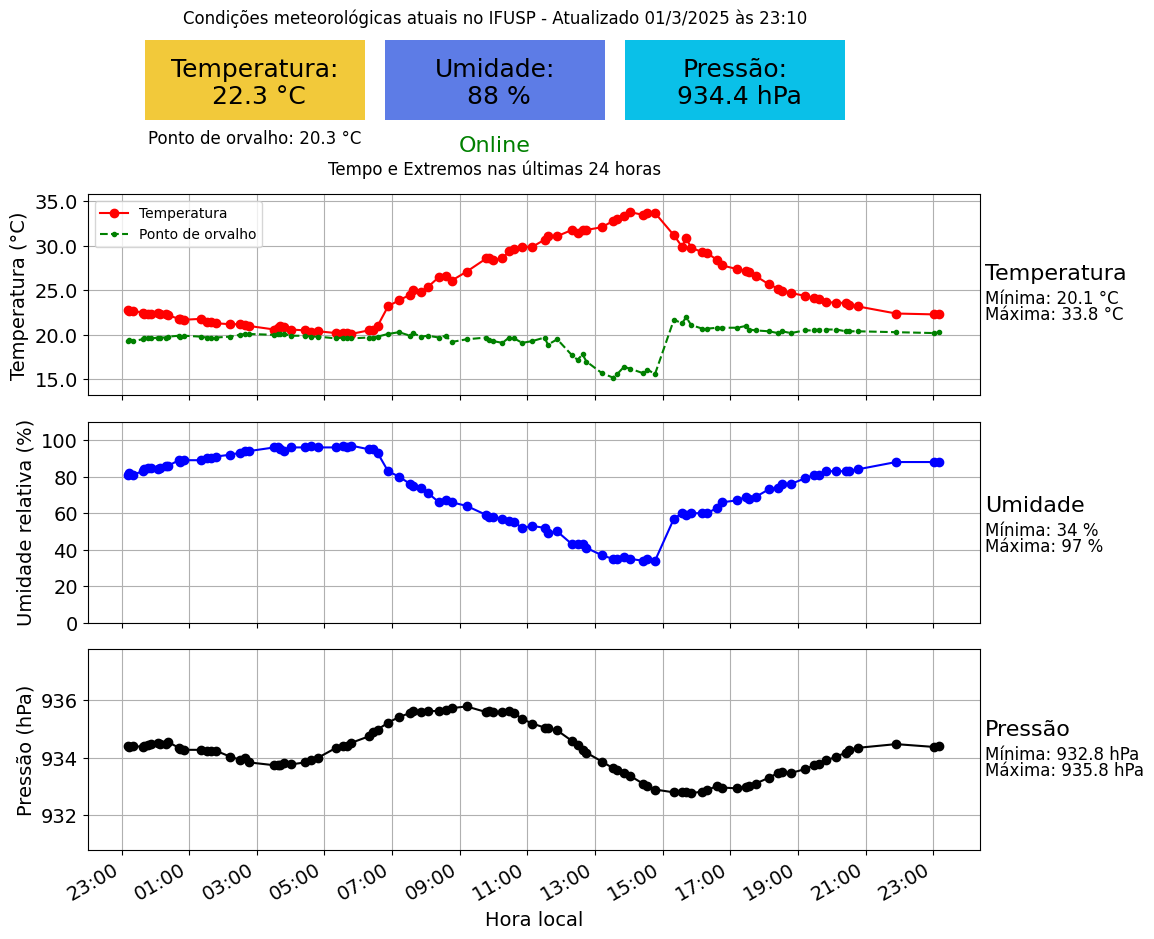 Condições meteorológicas atuais no IFUSP - Atualizado 01/3/2025 às 23:10
Temperatura:
22.3 °C
Umidade:
88 %
Pressão:
934.4 hPa
Ponto de orvalho: 20.3 °C
Online
Tempo e Extremos nas últimas 24 horas
Temperatura (°C)
35.0
30.0
25.0
20.0
15.0
Temperatura
Ponto de orvalho
Temperatura
Mínima: 20.1 °C
Máxima: 33.8 °C
Umidade relativa (%)
100
80
60
40
20
0
Umidade
Mínima: 34 %
Máxima: 97 %
Pressão (hPa)
936
934
932
Pressão
Mínima: 932.8 hPa
Máxima: 935.8 hPa
23:00 01:00 03:00 05:00 07:00 09:00 11:00 13:00 15:00 17:00 19:00 21:00 23:00
Hora local